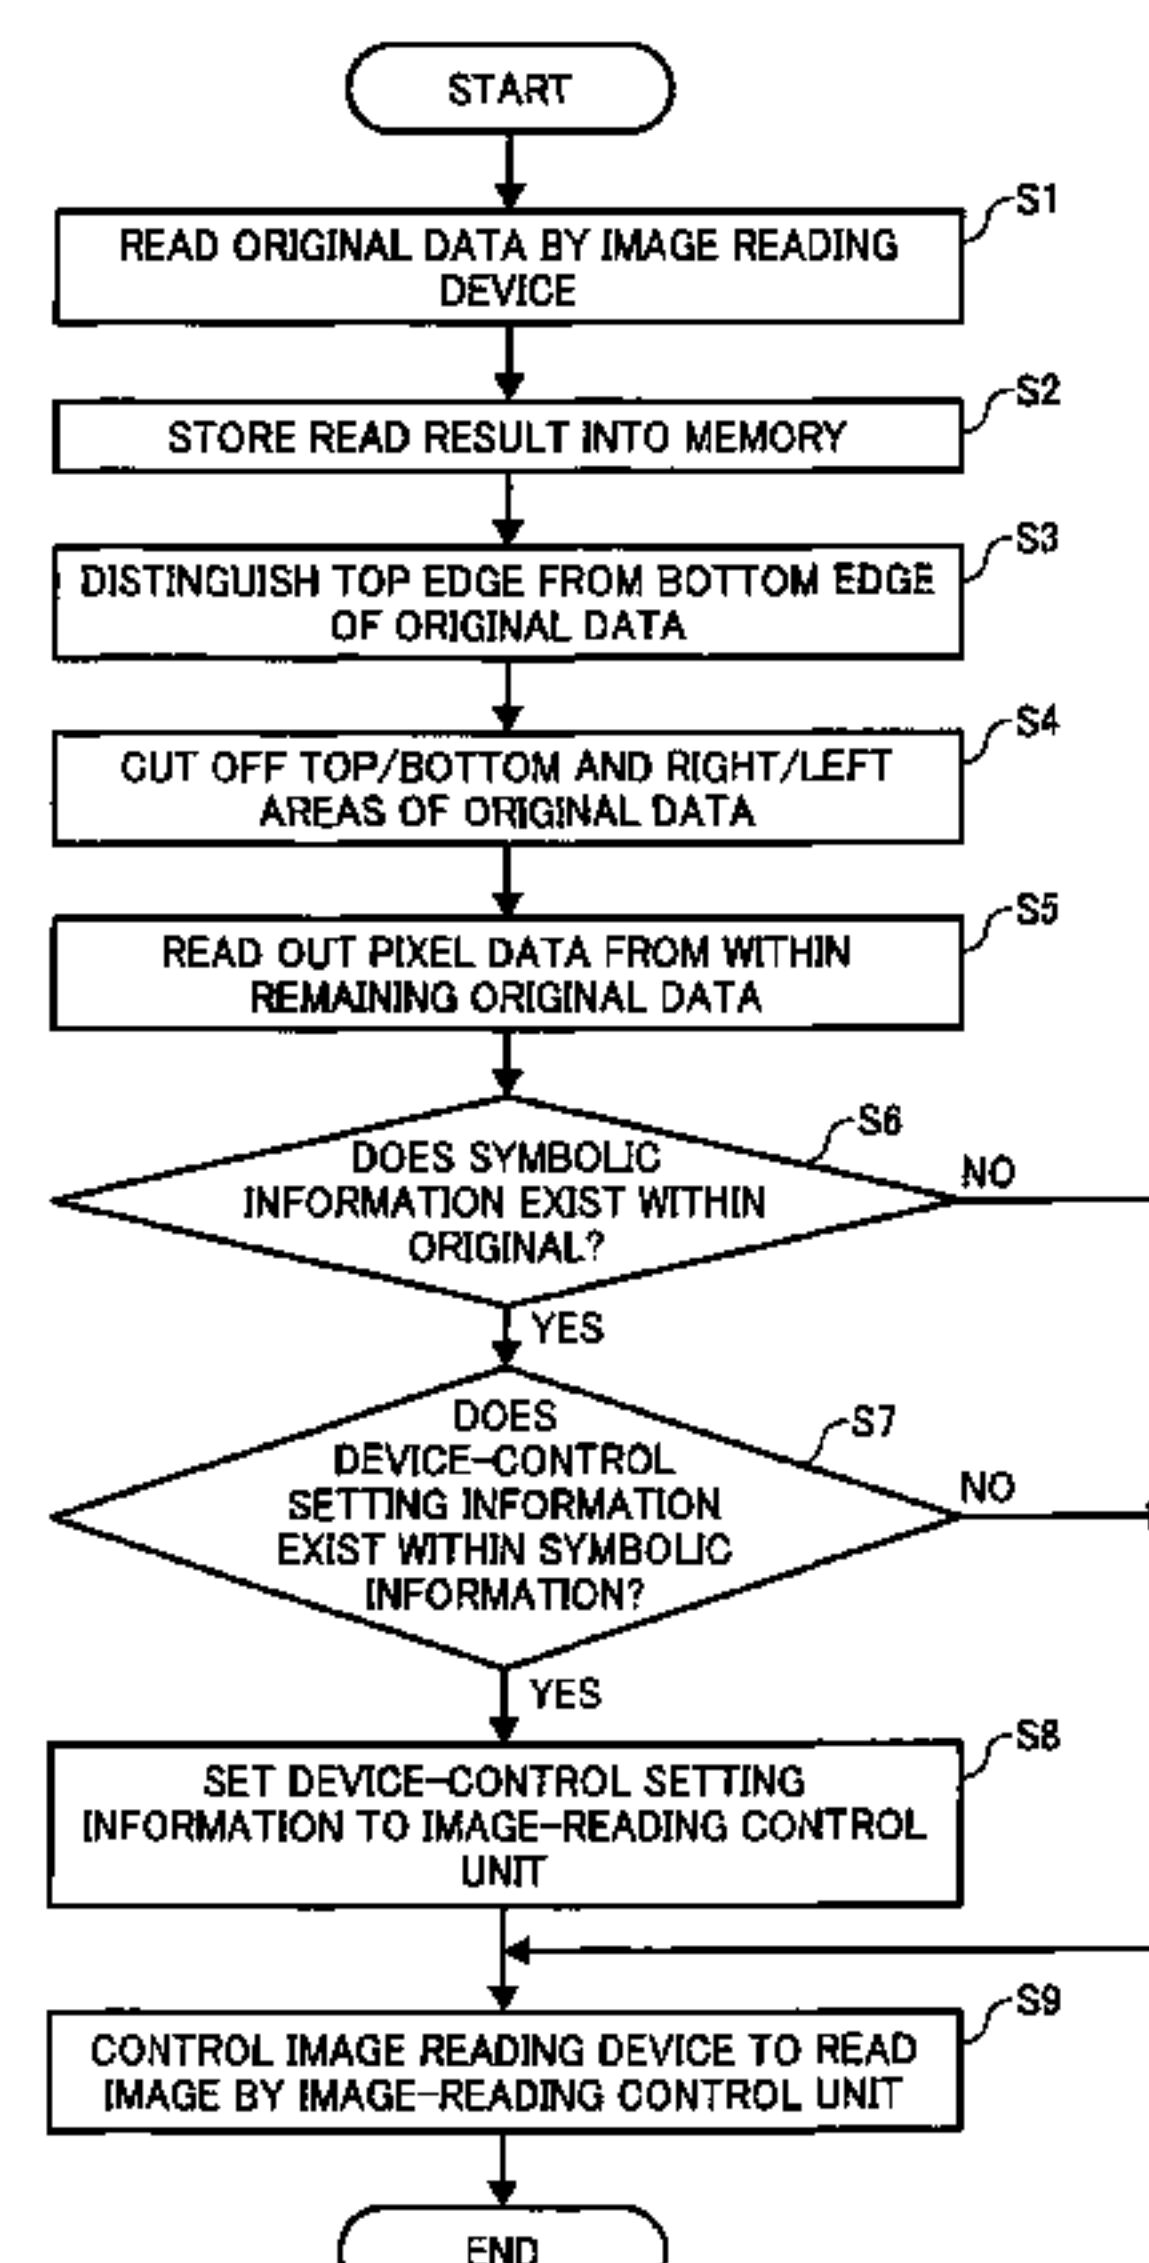 START
S1
READ ORIGINAL DATA BY IMAGE READING
DEVICE
S2
STORE READ RESULT INTO MEMORY
S3
DISTINGUISH TOP EDGE FROM BOTTOM EDGE
OF ORIGINAL DATA
S4
CUT OFF TOP/BOTTOM AND RIGHT/LEFT
AREAS OF ORIGINAL DATA
S5
READ OUT PIXEL DATA FROM WITHIN
REMAINING ORIGINAL DATA
S6
DOES SYMBOLIC
INFORMATION EXIST WITHIN
ORIGINAL?
NO
YES
S7
DOES
DEVICE-CONTROL
SETTING INFORMATION
EXIST WITHIN SYMBOLIC
INFORMATION?
NO
YES
S8
SET DEVICE-CONTROL SETTING
INFORMATION TO IMAGE-READING CONTROL
UNIT
S9
CONTROL IMAGE READING DEVICE TO READ
IMAGE BY IMAGE-READING CONTROL UNIT
END